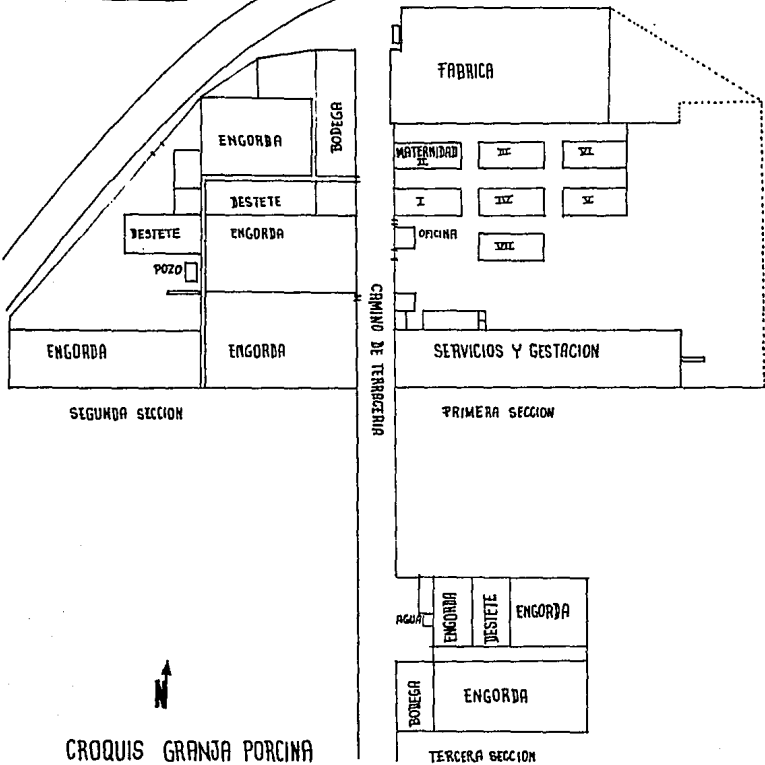 FABRICA
BODEGA
ENGORDA
MATERNIDAD
II
III
VI
DESTETE
I
IV
V
DESTETE
ENGORDA
OFICINA
VII
POZO
CAMINO DE TERRACERIA
ENGORDA
ENGORDA
SERVICIOS Y GESTACION
SEGUNDA SECCION
PRIMERA SECCION
AGUA
ENGORDA
DESTETE
ENGORDA
BODEGA
ENGORDA
N
CROQUIS GRANJA PORCINA
TERCERA SECCION